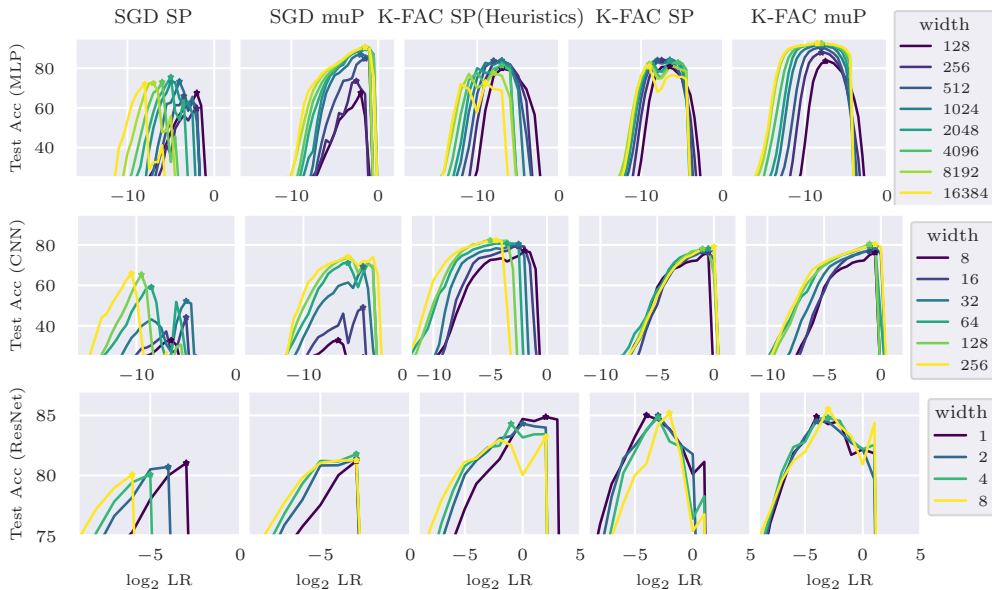 SGD SP SGD muP K-FAC SP(Heuristics) K-FAC SP K-FAC muP
Test Acc (MLP)
80
60
40
−10 0 −10 0 −10 0 −10 0 −10 0
width
128
256
512
1024
2048
4096
8192
16384
Test Acc (CNN)
80
60
40
−10 0 −10 −5 0 −10 −5 0 −10 −5 0 −10 −5 0
width
8
16
32
64
128
256
Test Acc (ResNet)
85
80
75
−5 0 −5 0 −5 0 5 −5 0 5 −5 0 5
log₂ LR log₂ LR log₂ LR log₂ LR log₂ LR
width
1
2
4
8